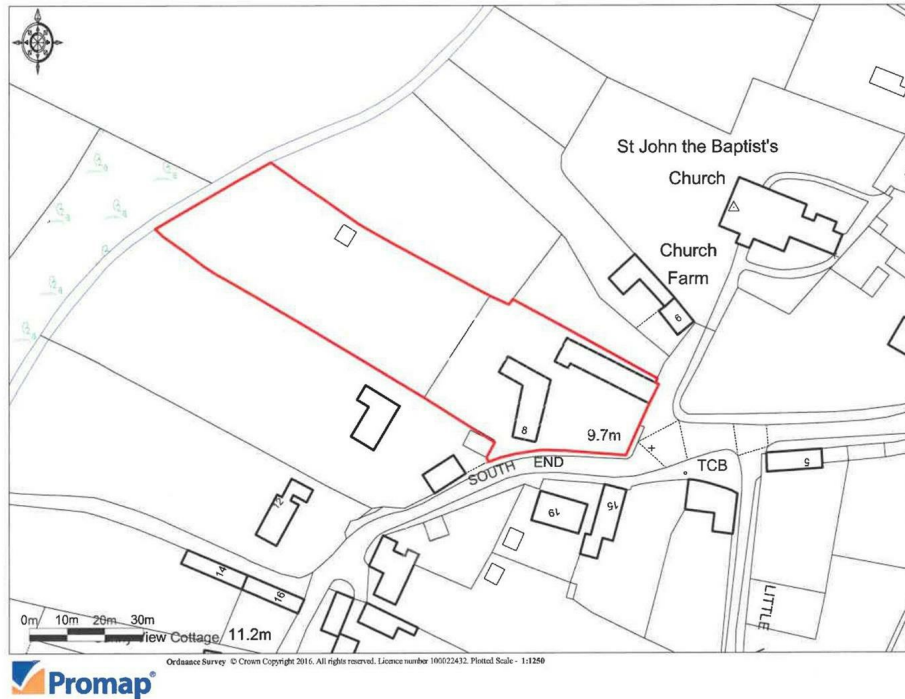 St John the Baptist's
Church
Church
Farm
6
8
9.7m
SOUTH END
TCB
5
12
19
15
14
16
LITTLE
0m 10m 20m 30m
View Cottage
11.2m
Ordnance Survey © Crown Copyright 2016. All rights reserved. Licence number 100022432. Plotted Scale - 1:1250
Promap®